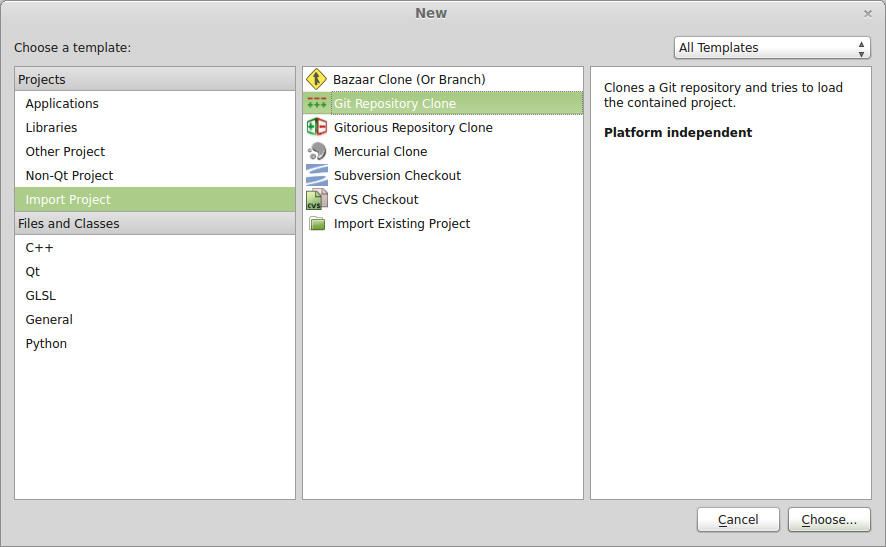 New
Choose a template:
All Templates
Projects
Applications
Libraries
Other Project
Non-Qt Project
Import Project
Files and Classes
C++
Qt
GLSL
General
Python
Bazaar Clone (Or Branch)
Git Repository Clone
Gitorious Repository Clone
Mercurial Clone
Subversion Checkout
CVS
CVS Checkout
Import Existing Project
Clones a Git repository and tries to load
the contained project.
Platform independent
Cancel
Choose...